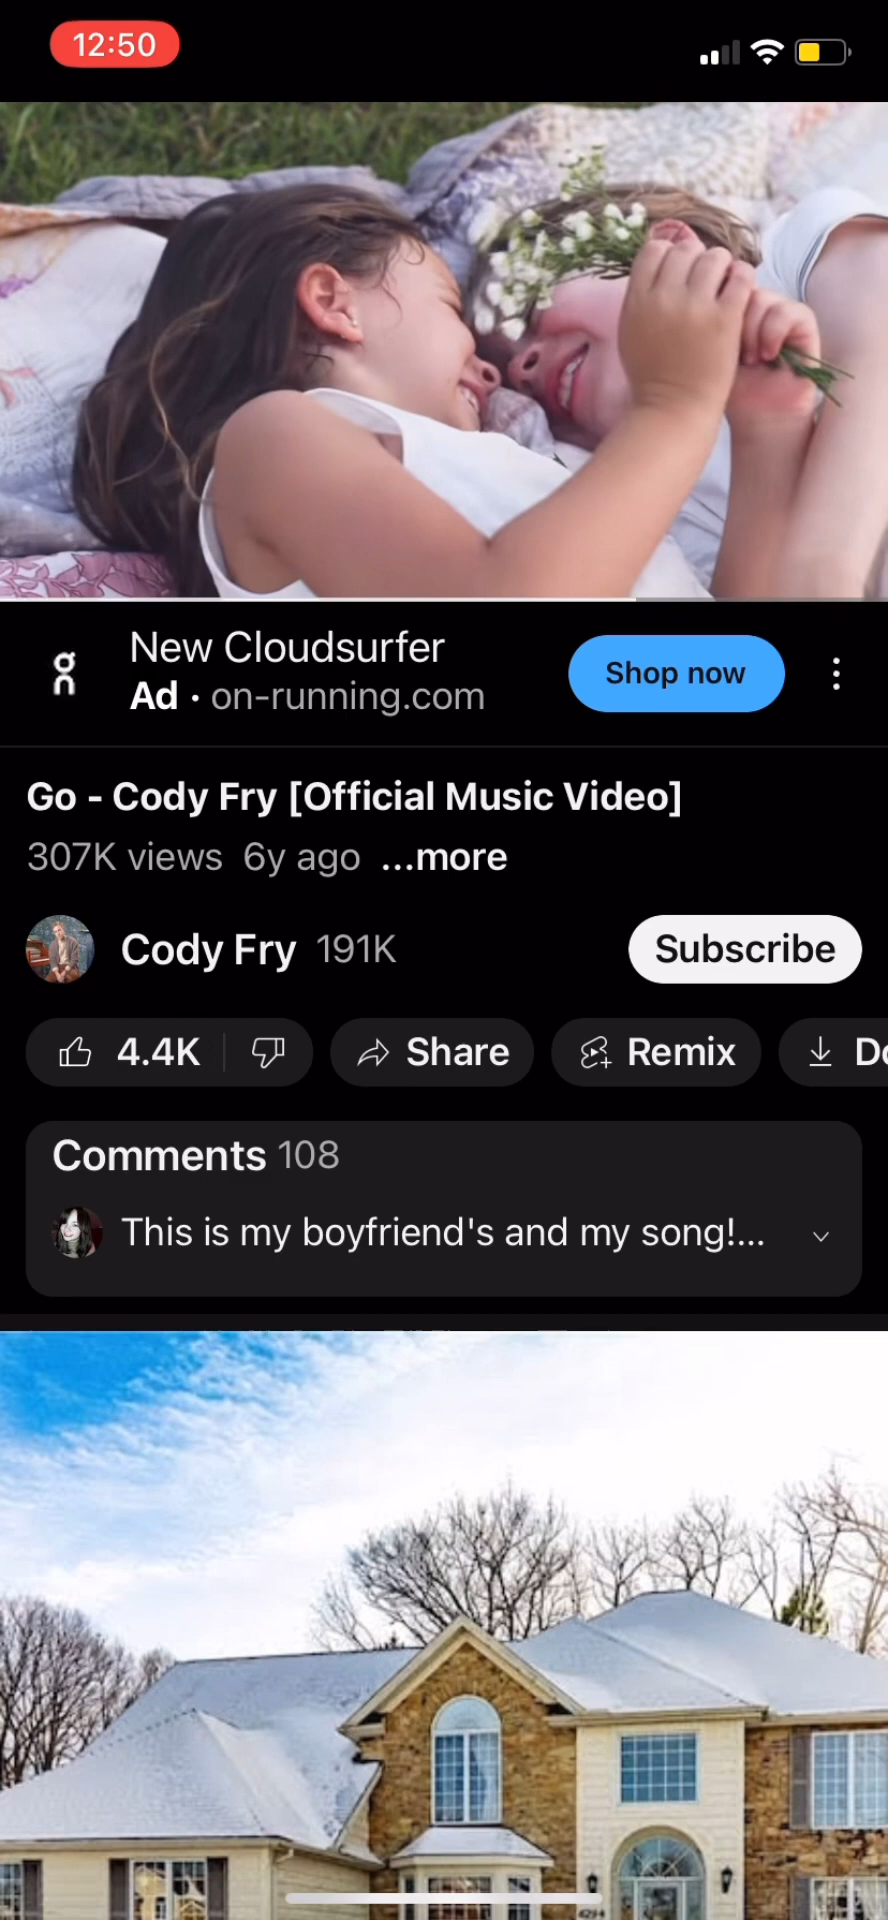 12:50
New Cloudsurfer
Ad · on-running.com
Shop now
Go - Cody Fry [Official Music Video]
307K views 6y ago ...more
Cody Fry 191K
Subscribe
4.4K
Share
Remix
Do
Comments 108
This is my boyfriend's and my song!...